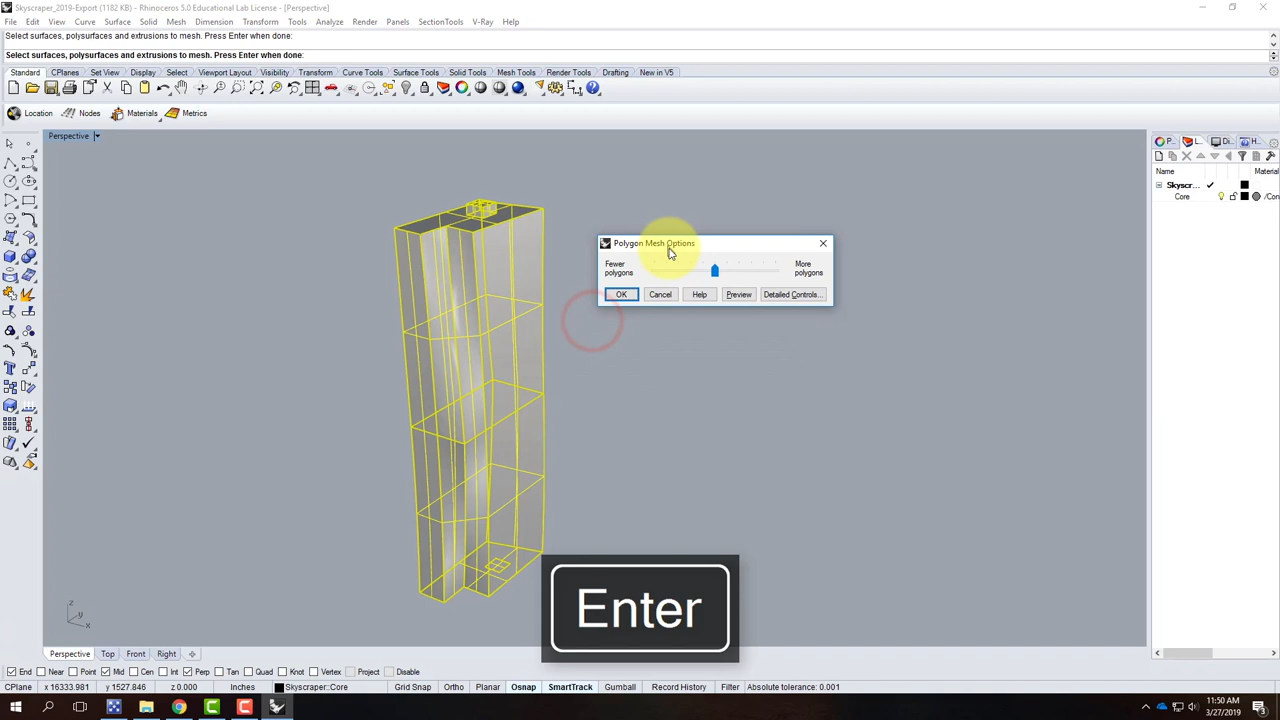 Skyscraper_2019-Export (1182 KB) - Rhinoceros 5.0 Educational Lab License - [Perspective]
File Edit View Curve Surface Solid Mesh Dimension Transform Tools Analyze Render Panels SectionTools V-Ray Help
Select surfaces, polysurfaces and extrusions to mesh. Press Enter when done:
Select surfaces, polysurfaces and extrusions to mesh. Press Enter when done:
Standard CPlanes Set View Display Select Viewport Layout Visibility Transform Curve Tools Surface Tools Solid Tools Mesh Tools Render Tools Drafting New in V5
Location Nodes Materials Metrics
Perspective
P... L... Di... H...
Name Material
Skyscr...
Core /Con
Polygon Mesh Options
Fewer polygons
More polygons
OK Cancel Help Preview Detailed Controls...
Enter
z
y
x
Perspective Top Front Right
End Near Point Mid Cen Int Perp Tan Quad Knot Vertex Project Disable
CPlane x 16333.981 y 1527.846 z 0.000 Inches Skyscraper::Core Grid Snap Ortho Planar Osnap SmartTrack Gumball Record History Filter Absolute tolerance: 0.001
11:50 AM
3/27/2019
3